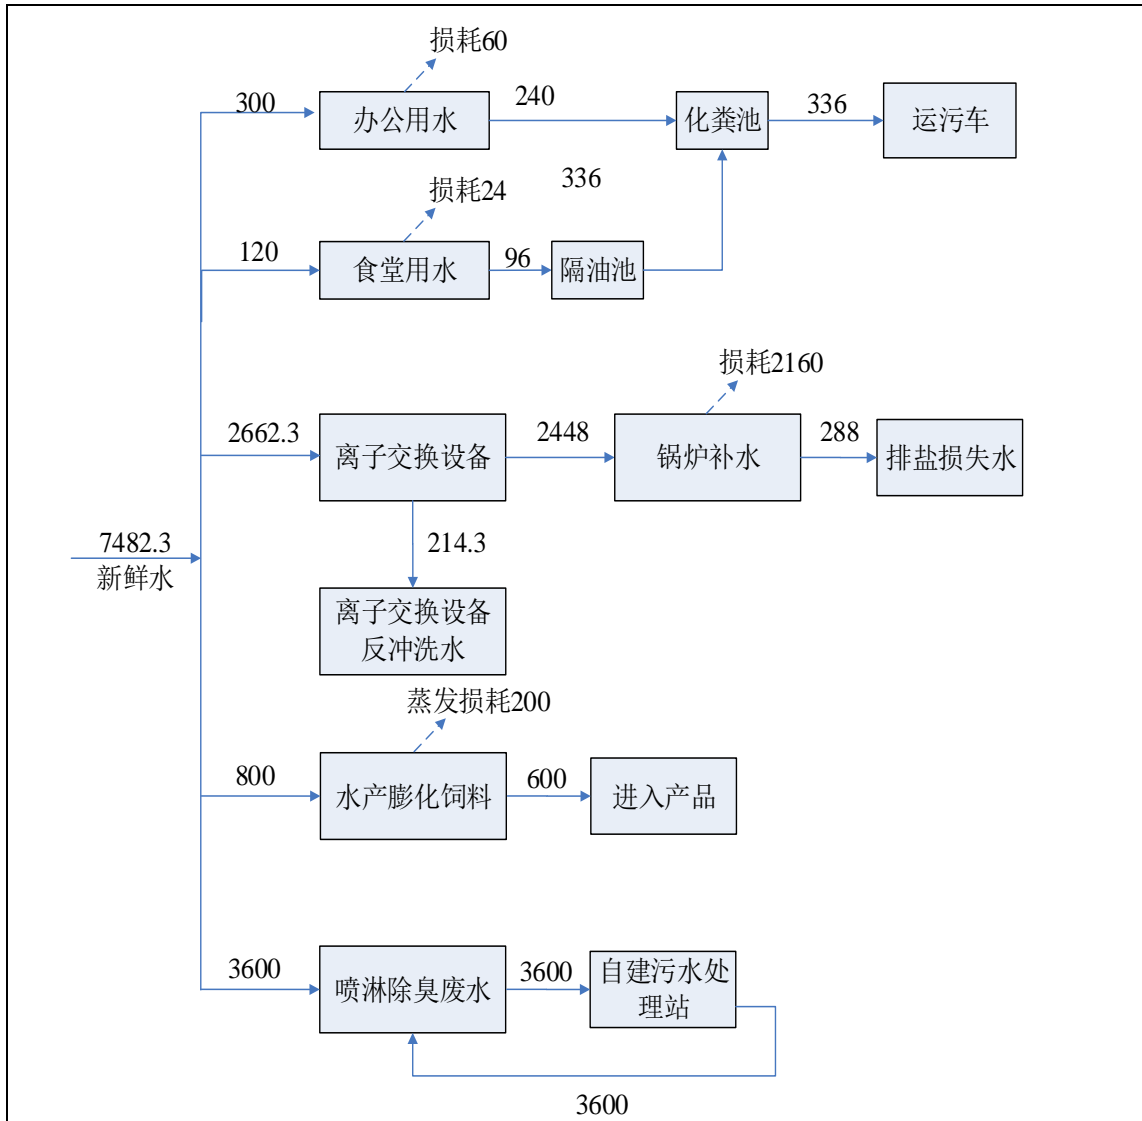 损耗60
300
办公用水
240
化粪池
336
运污车
336
损耗24
120
食堂用水
96
隔油池
损耗2160
2662.3
离子交换设备
2448
锅炉补水
288
排盐损失水
7482.3
新鲜水
214.3
离子交换设备
反冲洗水
蒸发损耗200
800
水产膨化饲料
600
进入产品
3600
喷淋除臭废水
3600
自建污水处
理站
3600